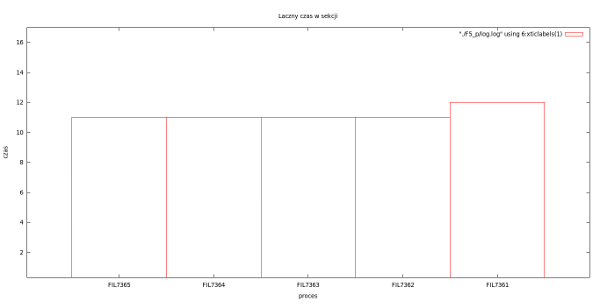 Laczny czas w sekcji
"./F5_p/log.log" using 6:xticlabels(1)
16
14
12
10
8
6
4
2
czas
FIL7365 FIL7364 FIL7363 FIL7362 FIL7361
proces